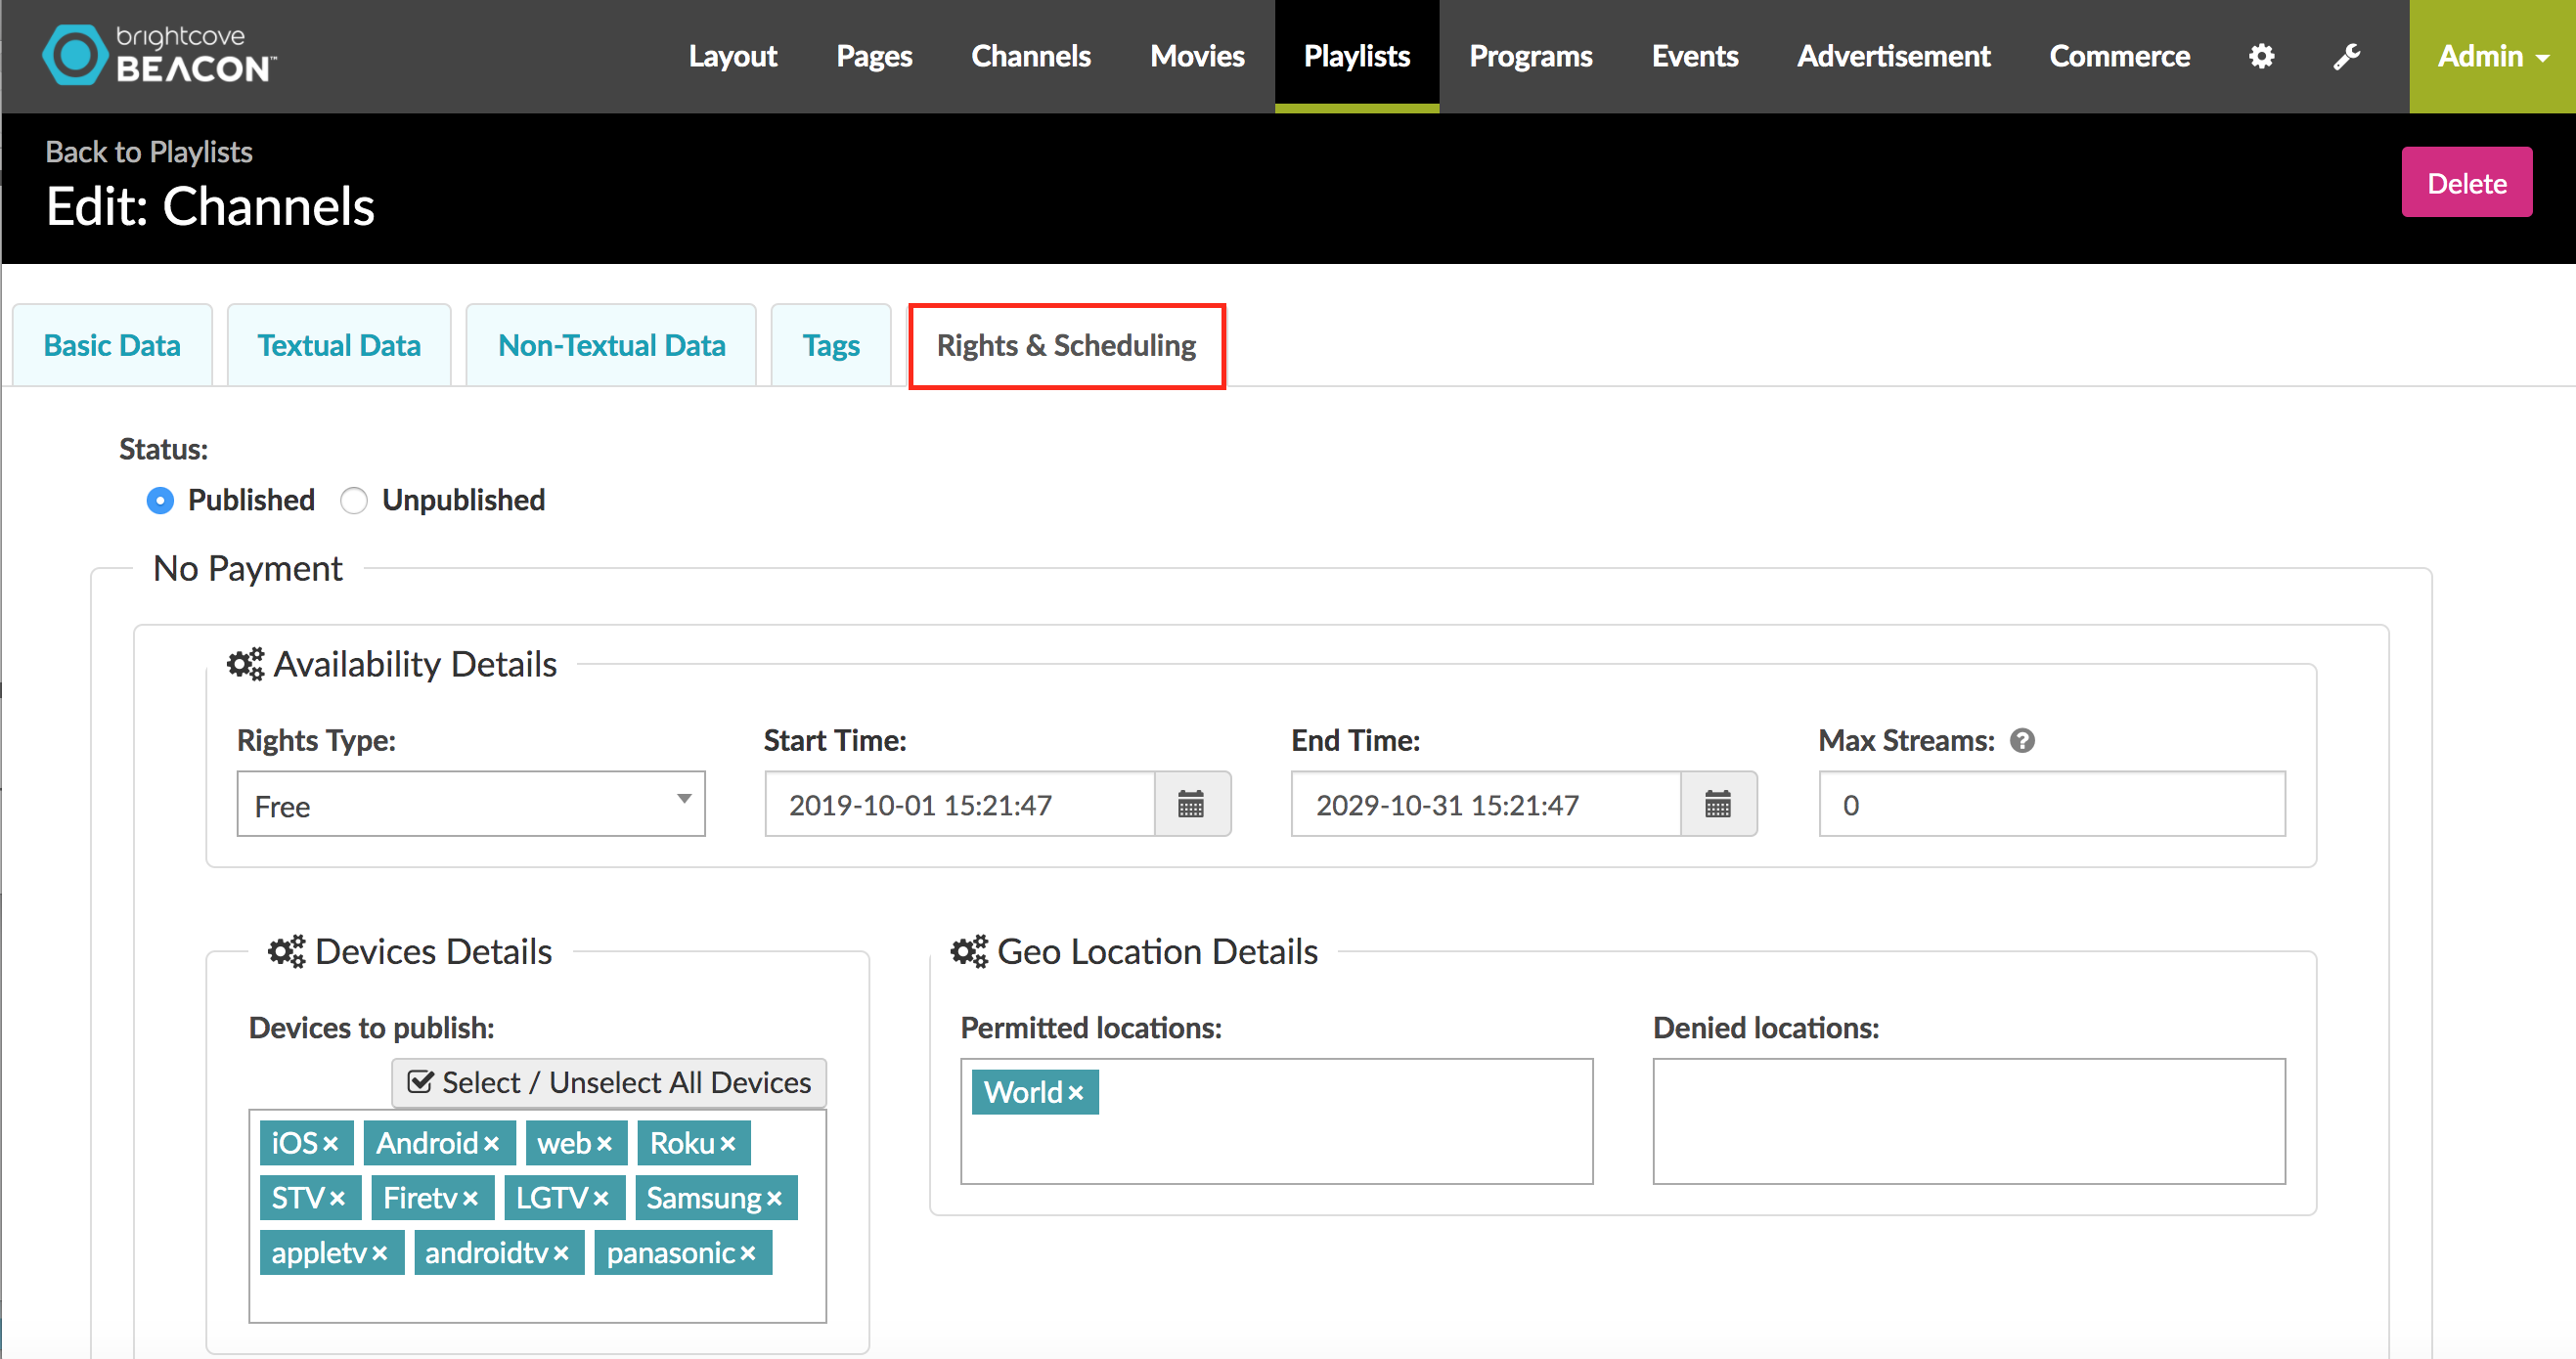 brightcove
BEACON™
Layout Pages Channels Movies Playlists Programs Events Advertisement Commerce Admin
Back to Playlists
Edit: Channels
Delete
Basic Data Textual Data Non-Textual Data Tags Rights & Scheduling
Status:
Published Unpublished
No Payment
Availability Details
Rights Type: Start Time: End Time: Max Streams: ?
Free 2019-10-01 15:21:47 2029-10-31 15:21:47 0
Devices Details Geo Location Details
Devices to publish: Permitted locations: Denied locations:
Select / Unselect All Devices World×
iOS× Android× web× Roku×
STV× Firetv× LGTV× Samsung×
appletv× androidtv× panasonic×